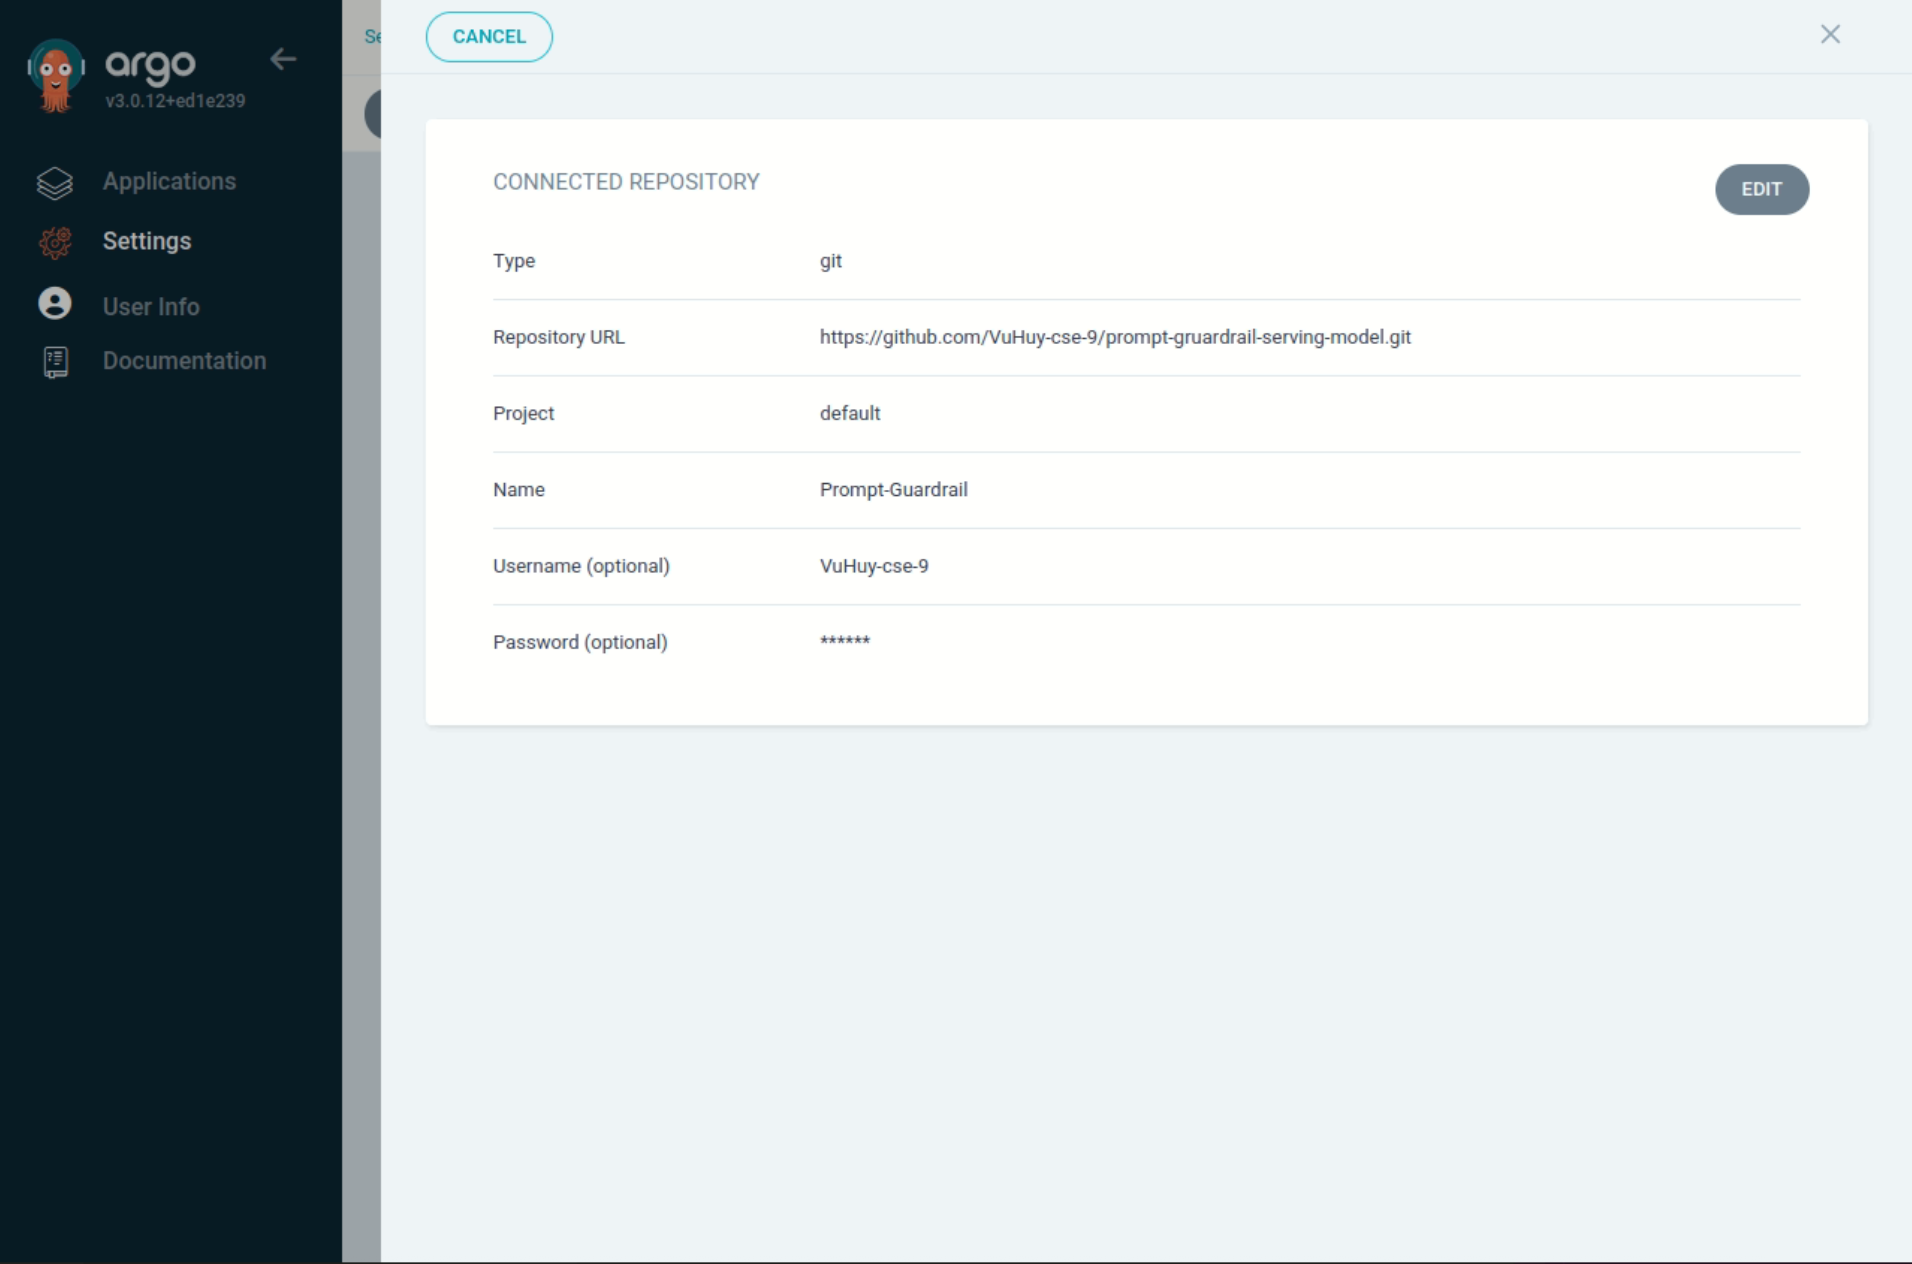 argo
v3.0.12+ed1e239
Applications
Settings
User Info
Documentation
Se
CANCEL
CONNECTED REPOSITORY
EDIT
Type git
Repository URL https://github.com/VuHuy-cse-9/prompt-gruardrail-serving-model.git
Project default
Name Prompt-Guardrail
Username (optional) VuHuy-cse-9
Password (optional) ******